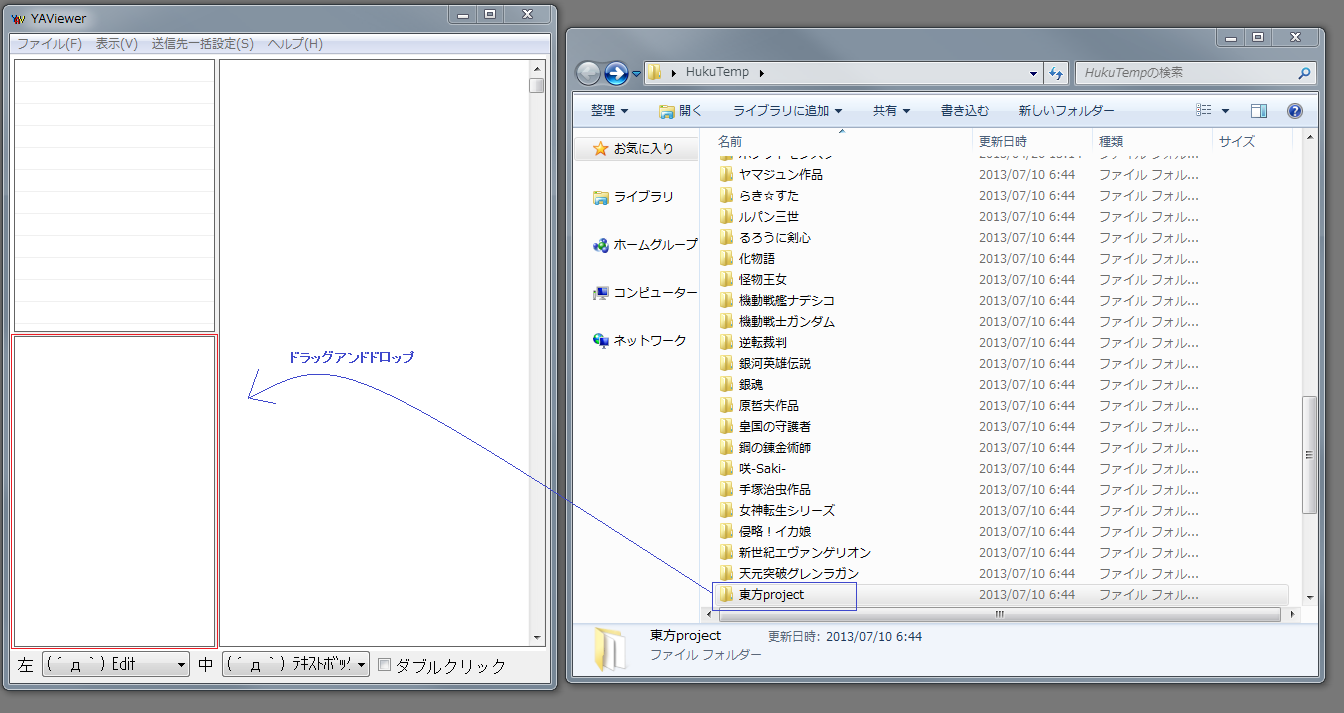 YAViewer
ファイル(F) 表示(V) 送信先一括設定(S) ヘルプ(H)
ドラッグアンドドロップ
左 (´д`)Edit 中 (´д`)ﾃｷｽﾄﾎﾞｯｸ ダブルクリック
HukuTemp
HukuTempの検索
整理 開く ライブラリに追加 共有 書き込む 新しいフォルダー
お気に入り
ライブラリ
ホームグループ
コンピューター
ネットワーク
名前 更新日時 種類 サイズ
ヤマジュン作品 2013/07/10 6:44 ファイル フォル...
らき☆すた 2013/07/10 6:44 ファイル フォル...
ルパン三世 2013/07/10 6:44 ファイル フォル...
るろうに剣心 2013/07/10 6:44 ファイル フォル...
化物語 2013/07/10 6:44 ファイル フォル...
怪物王女 2013/07/10 6:44 ファイル フォル...
機動戦艦ナデシコ 2013/07/10 6:44 ファイル フォル...
機動戦士ガンダム 2013/07/10 6:44 ファイル フォル...
逆転裁判 2013/07/10 6:44 ファイル フォル...
銀河英雄伝説 2013/07/10 6:44 ファイル フォル...
銀魂 2013/07/10 6:44 ファイル フォル...
原哲夫作品 2013/07/10 6:44 ファイル フォル...
皇国の守護者 2013/07/10 6:44 ファイル フォル...
鋼の錬金術師 2013/07/10 6:44 ファイル フォル...
咲-Saki- 2013/07/10 6:44 ファイル フォル...
手塚治虫作品 2013/07/10 6:44 ファイル フォル...
女神転生シリーズ 2013/07/10 6:44 ファイル フォル...
侵略！イカ娘 2013/07/10 6:44 ファイル フォル...
新世紀エヴァンゲリオン 2013/07/10 6:44 ファイル フォル...
天元突破グレンラガン 2013/07/10 6:44 ファイル フォル...
東方project 2013/07/10 6:44 ファイル フォル...
東方project 更新日時: 2013/07/10 6:44
ファイル フォルダー